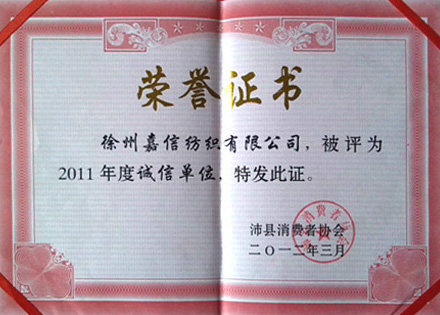 荣誉证书
徐州嘉信纺织有限公司，被评为
2011年度诚信单位，特发此证。
沛县消费者协会
二〇一二年三月